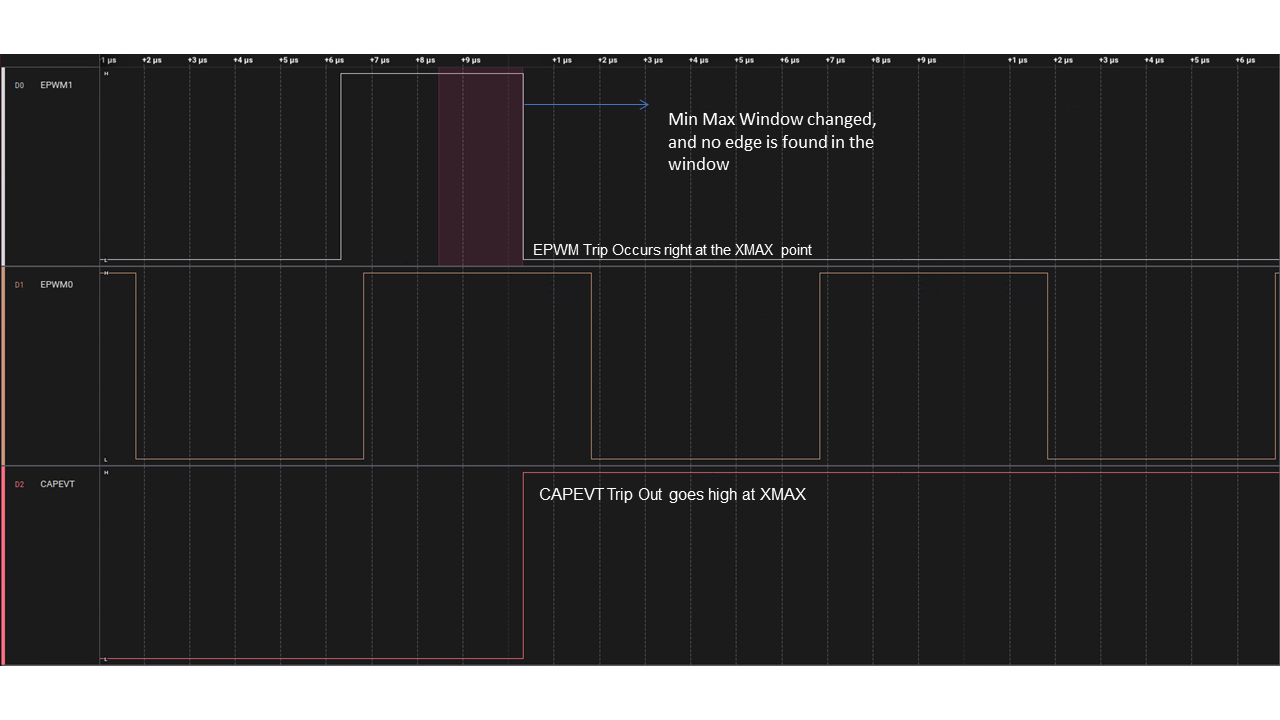 1 µs +2 µs +3 µs +4 µs +5 µs +6 µs +7 µs +8 µs +9 µs +1 µs +2 µs +3 µs +4 µs +5 µs +6 µs +7 µs +8 µs +9 µs +1 µs +2 µs +3 µs +4 µs +5 µs +6 µs
H
D0 EPWM1
Min Max Window changed,
and no edge is found in the
window
EPWM Trip Occurs right at the XMAX point
L
H
D1 EPWM0
L
H
D2 CAPEVT
CAPEVT Trip Out goes high at XMAX
L